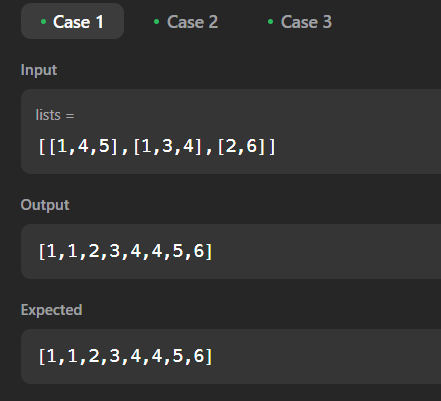 Case 1 Case 2 Case 3
Input
lists =
[[1,4,5],[1,3,4],[2,6]]
Output
[1,1,2,3,4,4,5,6]
Expected
[1,1,2,3,4,4,5,6]